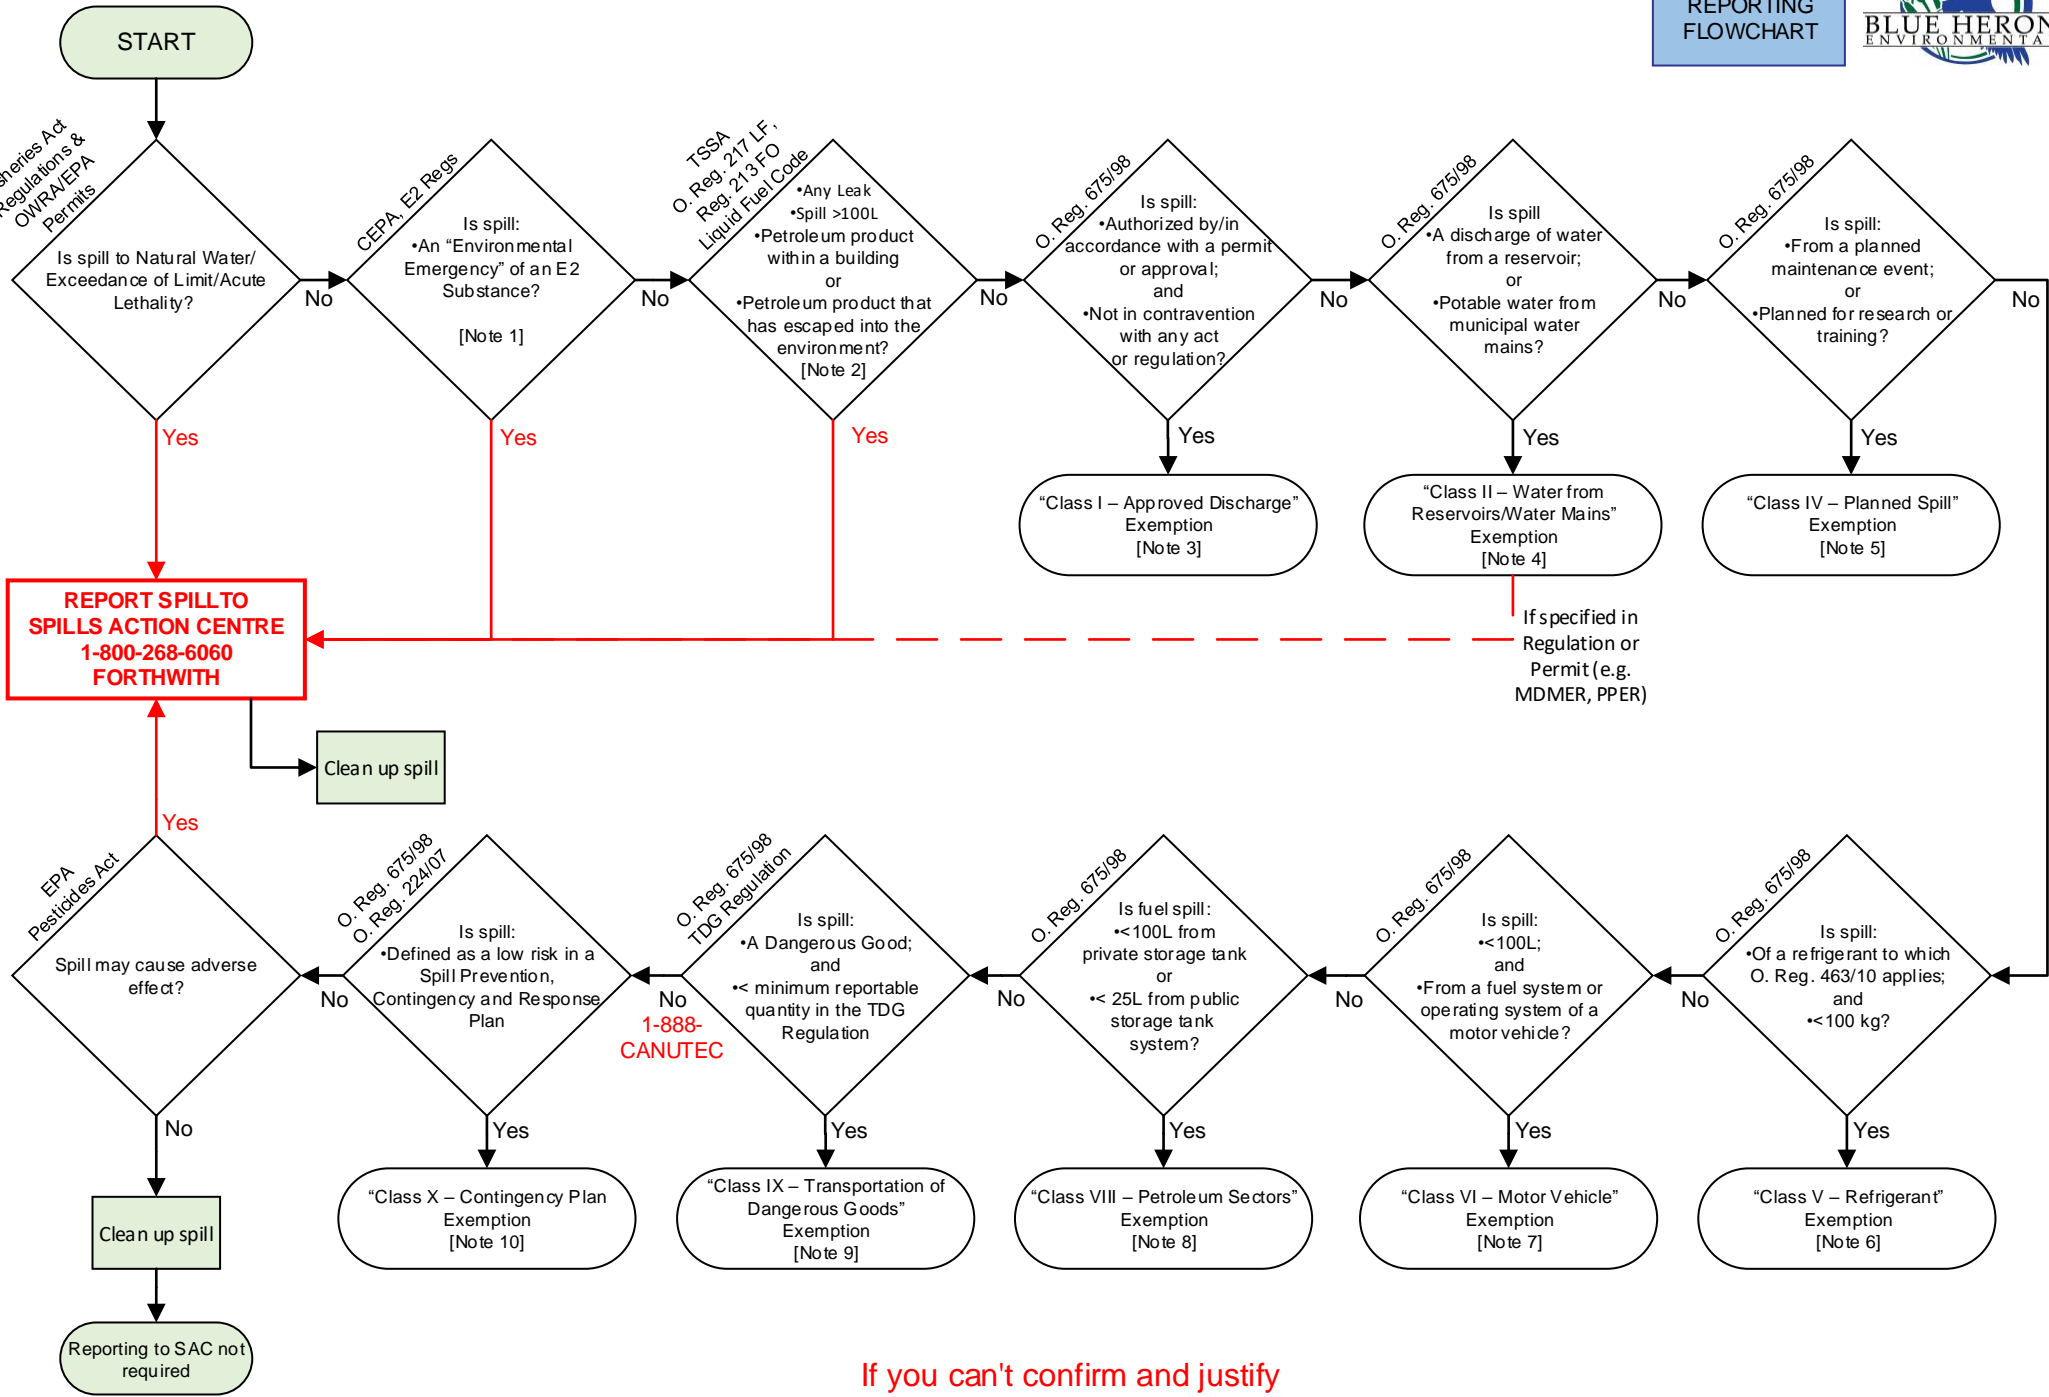 REPORTING
FLOWCHART
BLUE HERON
ENVIRONMENTA
START
Regulations &
OWRA/EPA
Permits
Is spill to Natural Water/
Exceedance of Limit/Acute
Lethality?
No
Yes
CEPA, E2 Regs
Is spill:
•An “Environmental
Emergency” of an E2
Substance?
[Note 1]
No
Yes
TSSA
O. Reg. 217 LF,
Reg. 213 FO
Liquid Fuel Code
•Any Leak
•Spill >100L
•Petroleum product
within a building
or
•Petroleum product that
has escaped into the
environment?
[Note 2]
No
Yes
O. Reg. 675/98
Is spill:
•Authorized by/in
accordance with a permit
or approval;
and
•Not in contravention
with any act
or regulation?
No
Yes
“Class I – Approved Discharge”
Exemption
[Note 3]
O. Reg. 675/98
Is spill
•A discharge of water
from a reservoir;
or
•Potable water from
municipal water
mains?
No
Yes
“Class II – Water from
Reservoirs/Water Mains”
Exemption
[Note 4]
If specified in
Regulation or
Permit (e.g.
MDMER, PPER)
O. Reg. 675/98
Is spill:
•From a planned
maintenance event;
or
•Planned for research or
training?
No
Yes
“Class IV – Planned Spill”
Exemption
[Note 5]
REPORT SPILL TO
SPILLS ACTION CENTRE
1-800-268-6060
FORTHWITH
Clean up spill
Yes
EPA
Pesticides Act
Spill may cause adverse
effect?
No
Clean up spill
Reporting to SAC not
required
O. Reg. 675/98
O. Reg. 224/07
Is spill:
•Defined as a low risk in a
Spill Prevention,
Contingency and Response
Plan
No
Yes
“Class X – Contingency Plan
Exemption
[Note 10]
O. Reg. 675/98
TDG Regulation
Is spill:
•A Dangerous Good;
and
•< minimum reportable
quantity in the TDG
Regulation
No
1-888-
CANUTEC
Yes
“Class IX – Transportation of
Dangerous Goods”
Exemption
[Note 9]
O. Reg. 675/98
Is fuel spill:
•<100L from
private storage tank
or
•< 25L from public
storage tank
system?
No
Yes
“Class VIII – Petroleum Sectors”
Exemption
[Note 8]
O. Reg. 675/98
Is spill:
•<100L;
and
•From a fuel system or
operating system of a
motor vehicle?
No
Yes
“Class VI – Motor Vehicle”
Exemption
[Note 7]
O. Reg. 675/98
Is spill:
•Of a refrigerant to which
O. Reg. 463/10 applies;
and
•<100 kg?
No
Yes
“Class V – Refrigerant”
Exemption
[Note 6]
If you can't confirm and justify